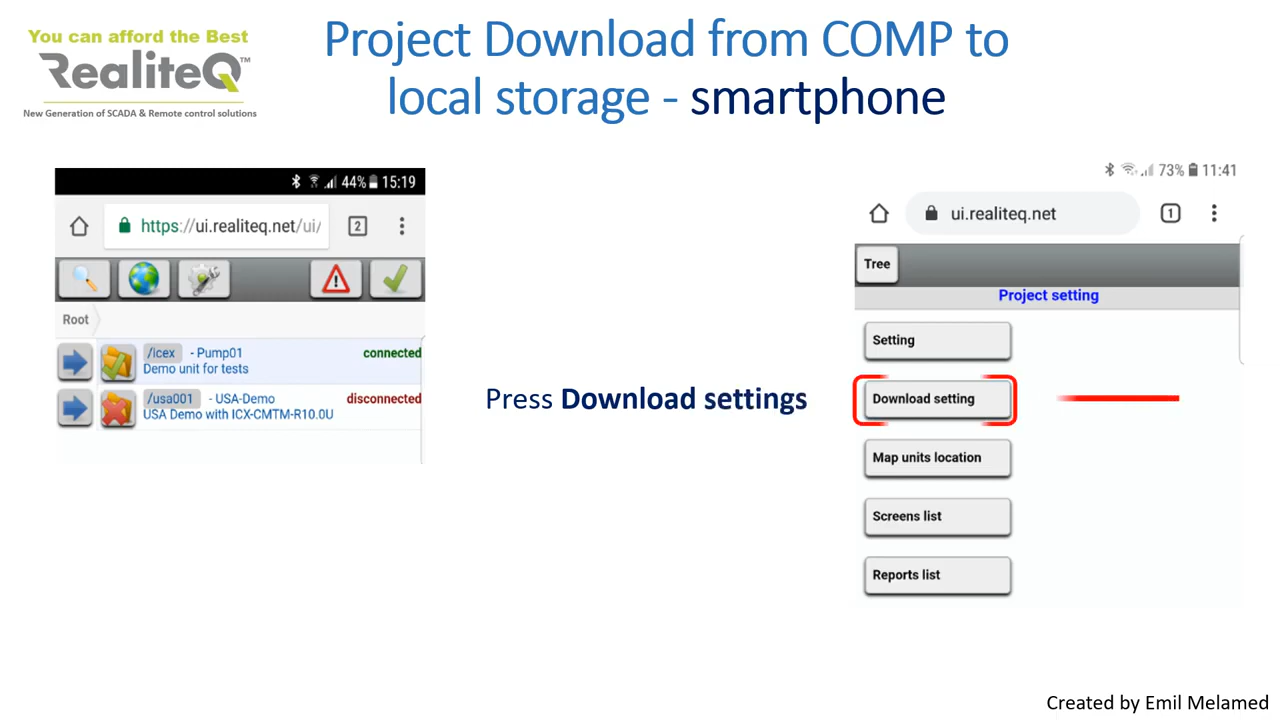 You can afford the Best
RealiteQ™
New Generation of SCADA & Remote control solutions
Project Download from COMP to
local storage - smartphone
44% 15:19
https://ui.realiteq.net/ui/
2
Root
/icex - Pump01 connected
Demo unit for tests
/usa001 - USA-Demo disconnected
USA Demo with ICX-CMTM-R10.0U
Press Download settings
73% 11:41
ui.realiteq.net
1
Tree
Project setting
Setting
Download setting
Map units location
Screens list
Reports list
Created by Emil Melamed